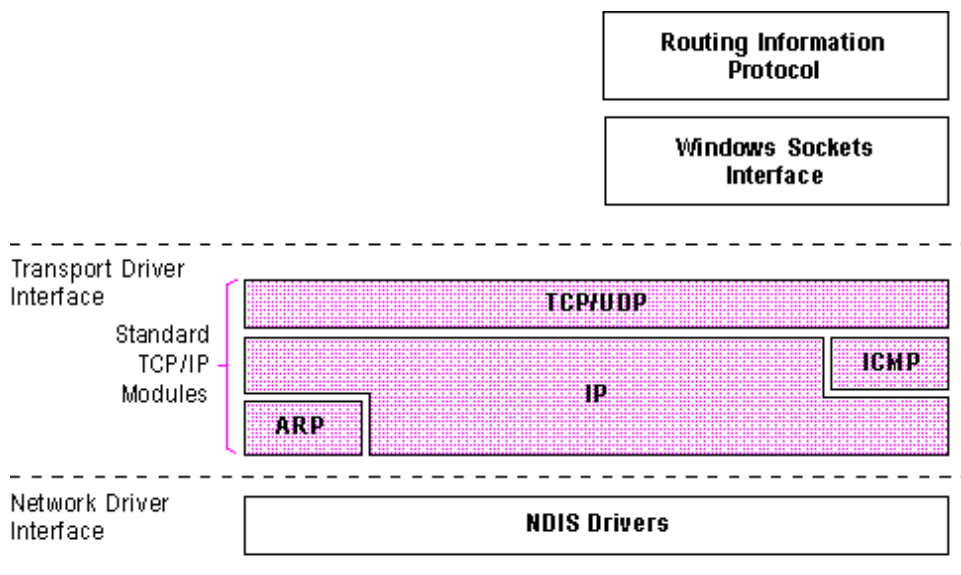 Routing Information
Protocol
Windows Sockets
Interface
Transport Driver
Interface
TCP/UDP
Standard
TCP/IP
Modules
ICMP
IP
ARP
Network Driver
Interface
NDIS Drivers